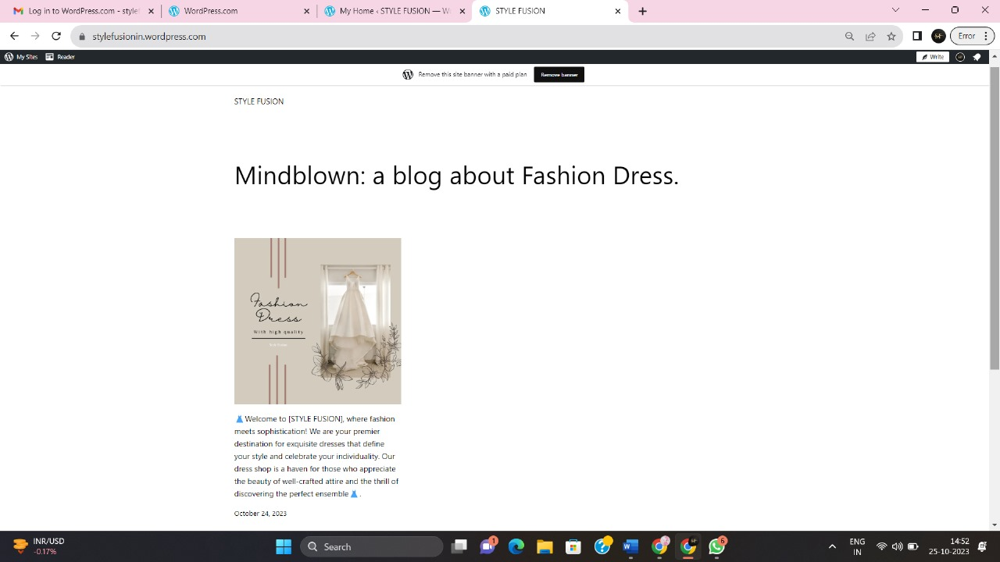 Log in to WordPress.com - stylef
WordPress.com
My Home ‹ STYLE FUSION — Wo
STYLE FUSION
stylefusionin.wordpress.com
Error
My Sites
Reader
Write
Remove this site banner with a paid plan
Remove banner
STYLE FUSION
Mindblown: a blog about Fashion Dress.
Fashion
Dress
With high quality
Style Fusion
Welcome to [STYLE FUSION], where fashion
meets sophistication! We are your premier
destination for exquisite dresses that define
your style and celebrate your individuality. Our
dress shop is a haven for those who appreciate
the beauty of well-crafted attire and the thrill of
discovering the perfect ensemble .
October 24, 2023
INR/USD
-0.17%
Search
1
6
ENG
IN
14:52
25-10-2023